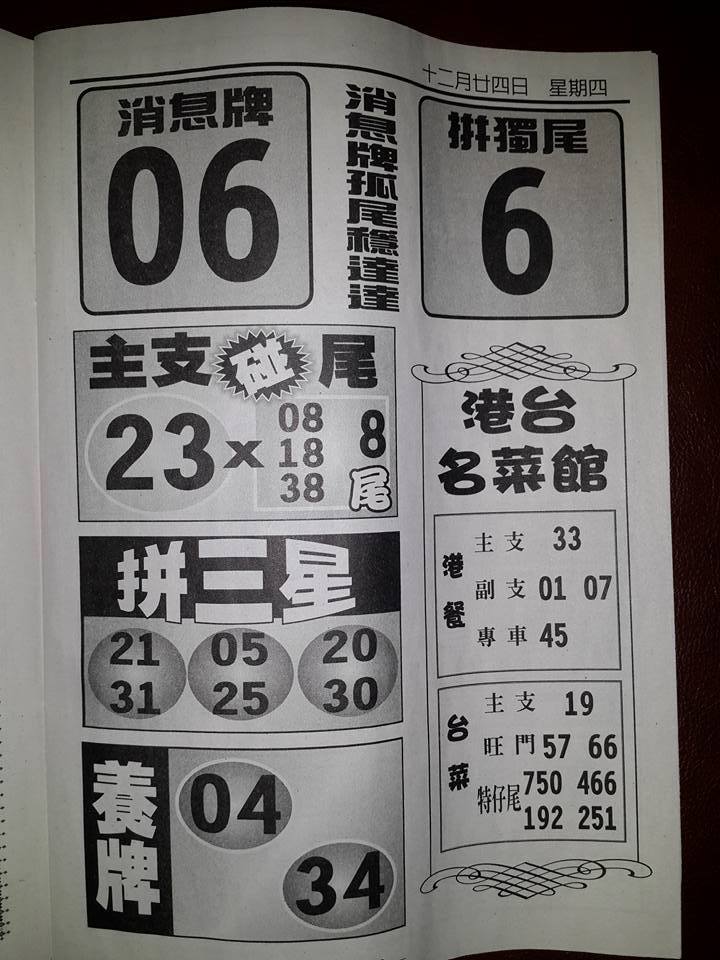 十二月廿四日 星期四
消息牌
06
消息牌孤尾穩達達
拚獨尾
6
主支碰尾
23 x 08 18 38 8尾
拼三星
21 05 20
31 25 30
養牌
04
34
港台
名菜館
港餐
主支 33
副支 01 07
專車 45
台菜
主支 19
旺門 57 66
特仔尾 750 466
192 251